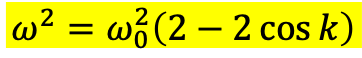 ω² = ω₀²(2 − 2 cos k)